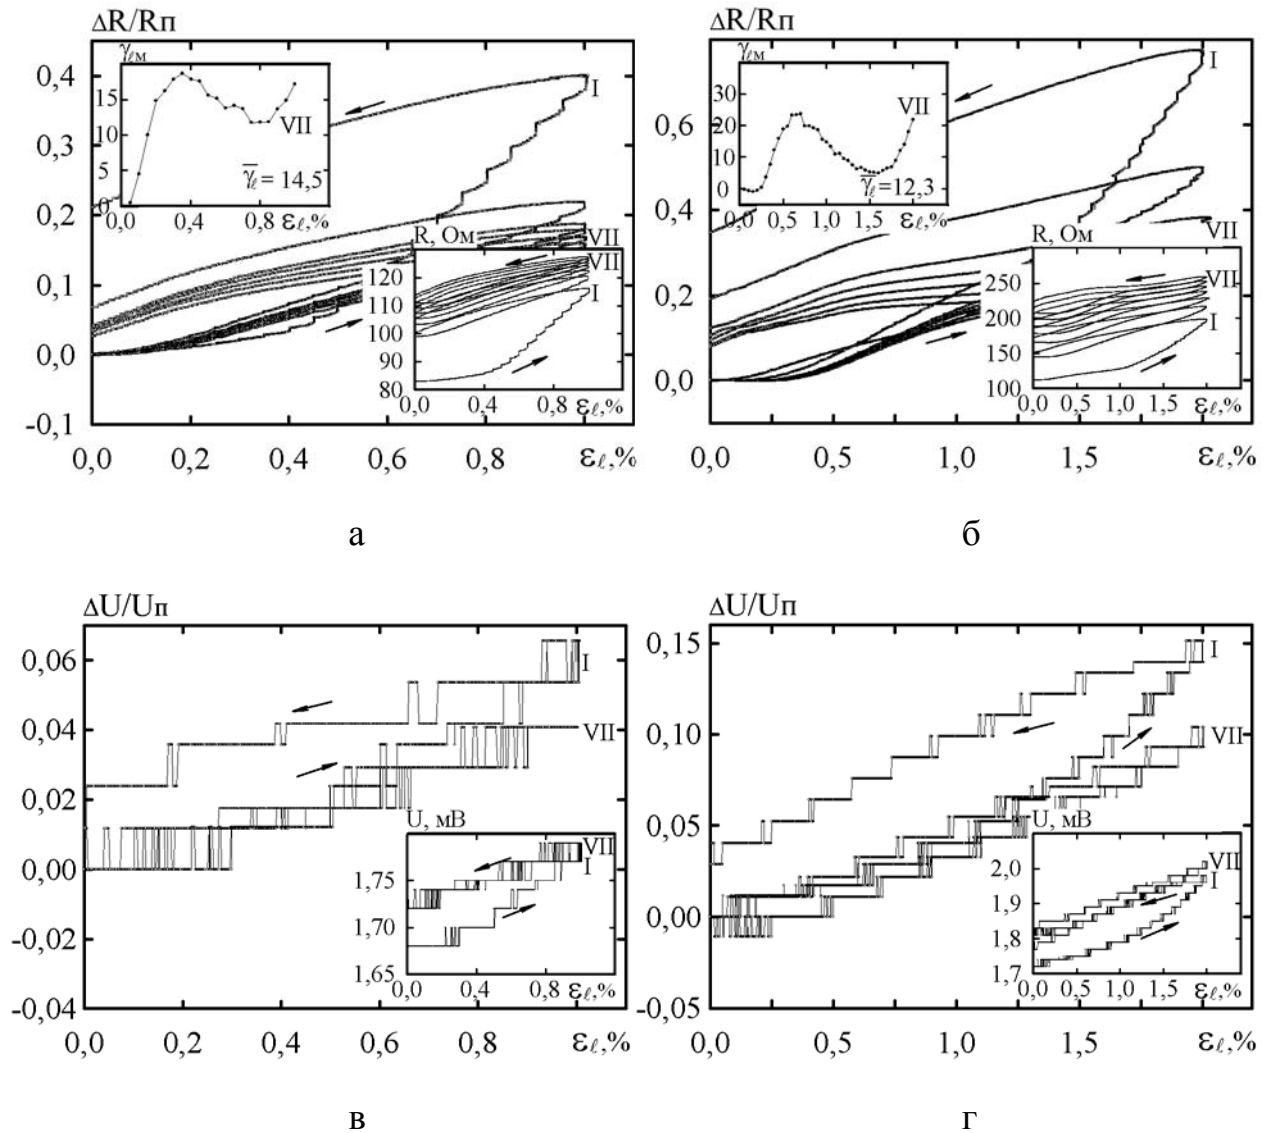 ΔR/Rп
0,4
0,3
0,2
0,1
0,0
-0,1
0,0 0,2 0,4 0,6 0,8 εℓ,%
I
VII
γℓм
15
10
5
0
0,0 0,4 0,8 εℓ,%
VII
γ̅ℓ = 14,5
R, Ом
120
110
100
90
80
0,0 0,4 0,8 εℓ,%
VII
I
а
ΔR/Rп
0,6
0,4
0,2
0,0
0,0 0,5 1,0 1,5 εℓ,%
I
VII
γℓм
30
20
10
0
0,0 0,5 1,0 1,5 εℓ,%
VII
γ̅ℓ = 12,3
R, Ом
250
200
150
100
0,0 0,5 1,0 1,5 εℓ,%
VII
I
б
ΔU/Uп
0,06
0,04
0,02
0,00
-0,02
-0,04
0,0 0,2 0,4 0,6 0,8 εℓ,%
I
VII
U, мВ
1,75
1,70
1,65
0,0 0,4 0,8 εℓ,%
VII
I
в
ΔU/Uп
0,15
0,10
0,05
0,00
-0,05
0,0 0,5 1,0 1,5 εℓ,%
I
VII
U, мВ
2,0
1,9
1,8
1,7
0,0 0,5 1,0 1,5 εℓ,%
VII
I
г